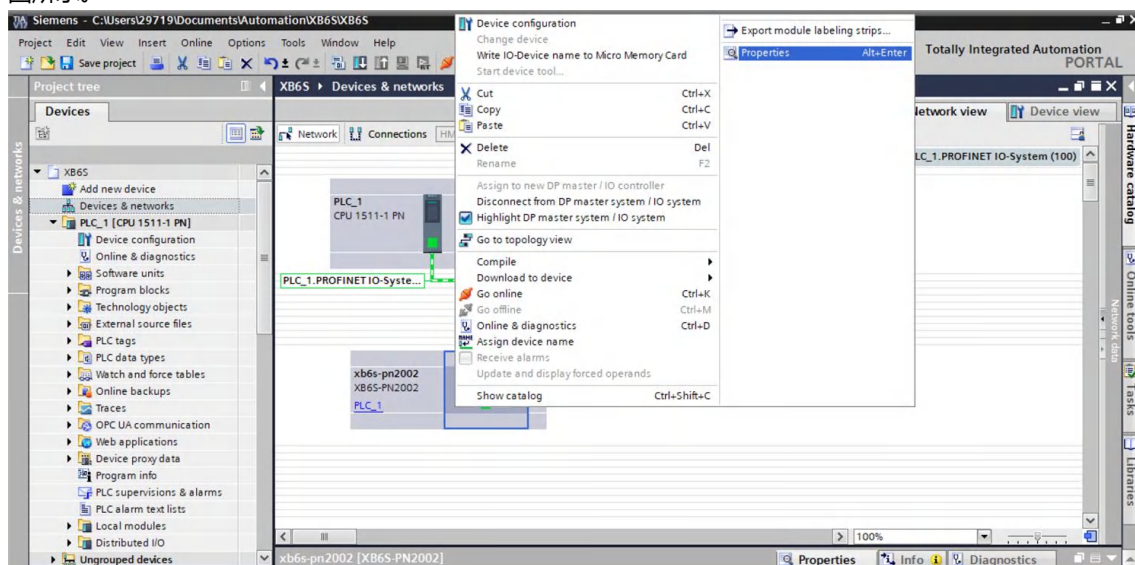 图所示。
Siemens - C:\Users\29719\Documents\Automation\XB6S\XB6S
Project Edit View Insert Online Options Tools Window Help
Save project
Totally Integrated Automation
PORTAL
Project tree
Devices
Devices & networks
XB6S
Add new device
Devices & networks
PLC_1 [CPU 1511-1 PN]
Device configuration
Online & diagnostics
Software units
Program blocks
Technology objects
External source files
PLC tags
PLC data types
Watch and force tables
Online backups
Traces
OPC UA communication
Web applications
Device proxy data
Program info
PLC supervisions & alarms
PLC alarm text lists
Local modules
Distributed I/O
Ungrouped devices
XB6S Devices & networks
etwork view Device view
Network Connections HM
LC_1.PROFINET IO-System (100)
PLC_1
CPU 1511-1 PN
PLC_1.PROFINET IO-Syste...
xb6s-pn2002
XB6S-PN2002
PLC_1
Device configuration
Change device
Write IO-Device name to Micro Memory Card
Start device tool...
Cut Ctrl+X
Copy Ctrl+C
Paste Ctrl+V
Delete Del
Rename F2
Assign to new DP master / IO controller
Disconnect from DP master system / IO system
Highlight DP master system / IO system
Go to topology view
Compile
Download to device
Go online Ctrl+K
Go offline Ctrl+M
Online & diagnostics Ctrl+D
Assign device name
Receive alarms
Update and display forced operands
Show catalog Ctrl+Shift+C
Export module labeling strips...
Properties Alt+Enter
100%
xb6s-pn2002 [XB6S-PN2002]
Properties Info Diagnostics
Network data
Hardware catalog
Online tools
Tasks
Libraries